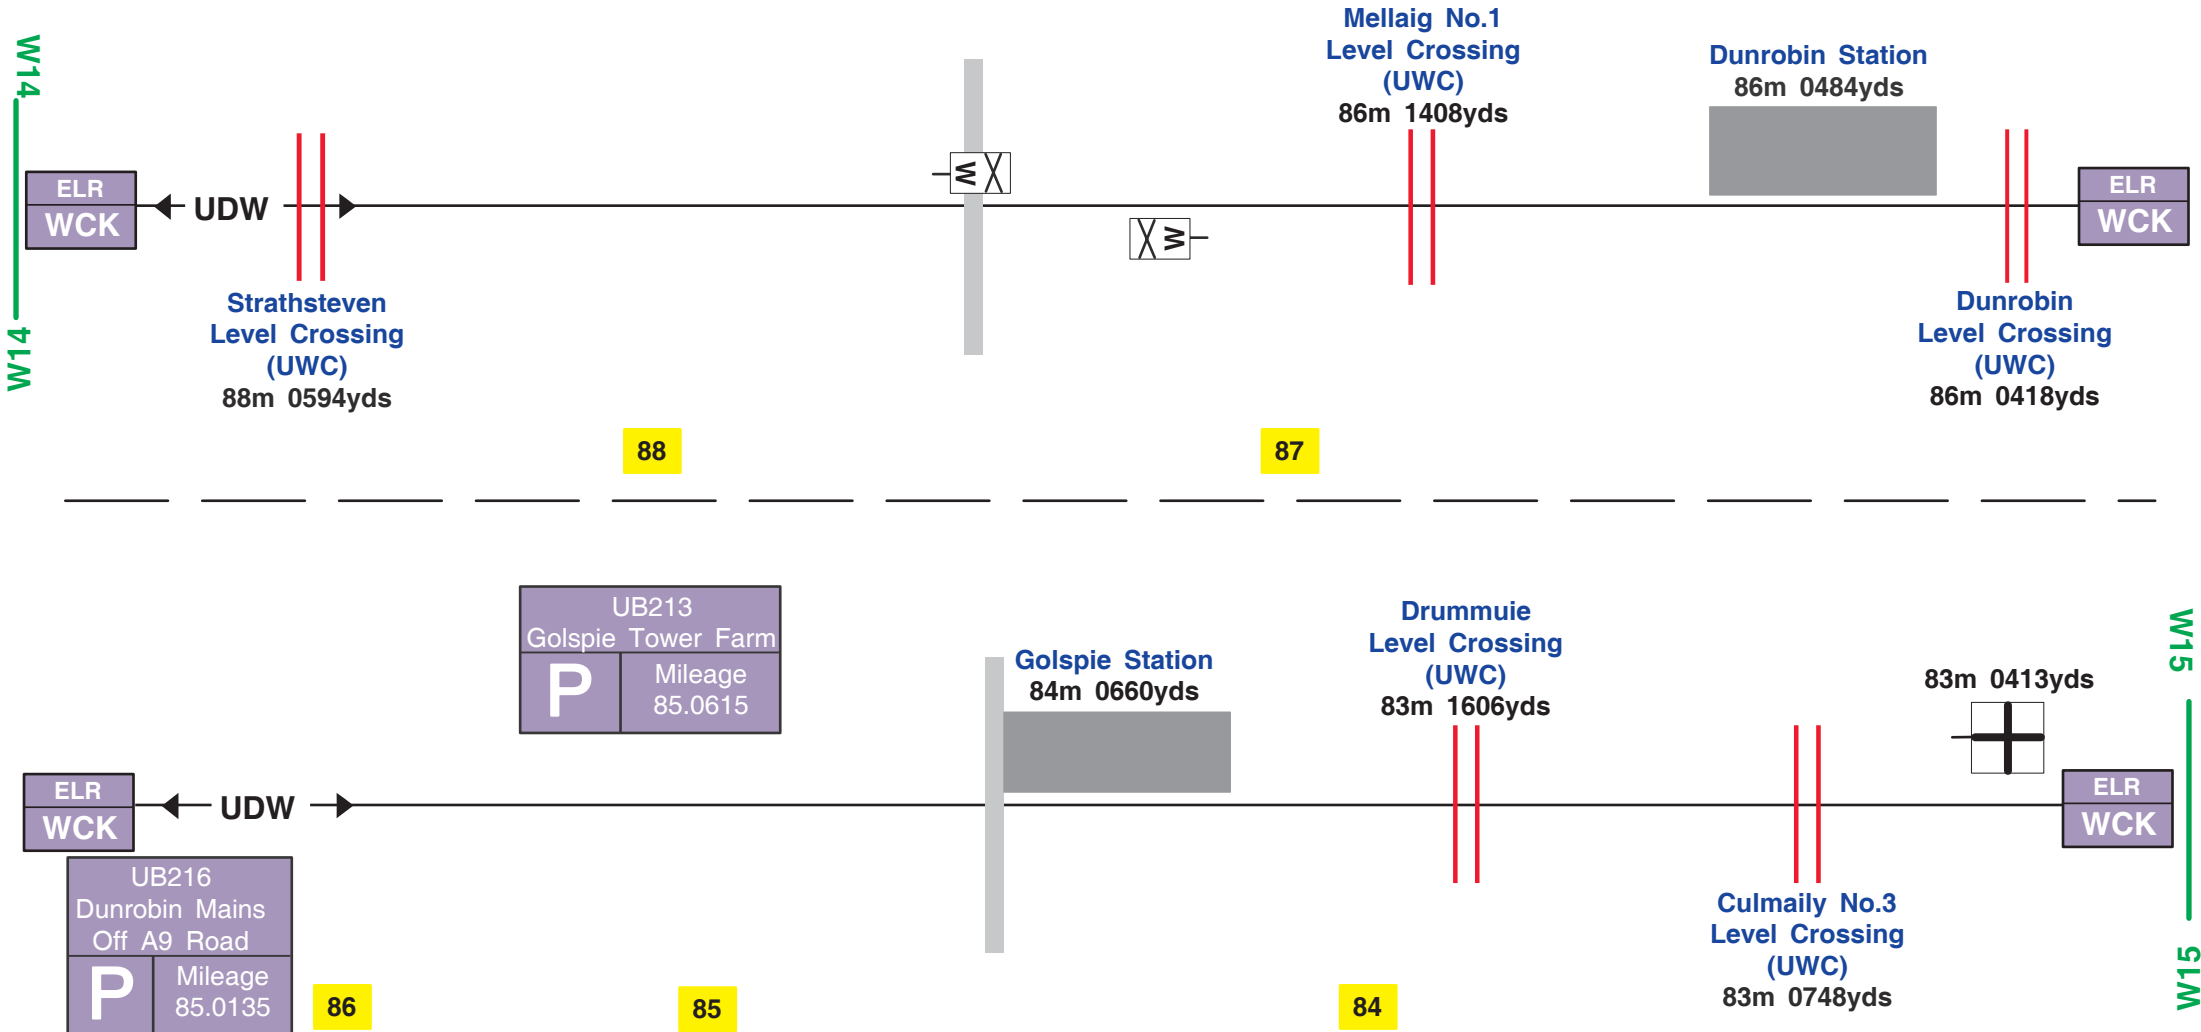 W14
W14
ELR
WCK
UDW
Strathsteven
Level Crossing
(UWC)
88m 0594yds
W
W
Mellaig No.1
Level Crossing
(UWC)
86m 1408yds
Dunrobin Station
86m 0484yds
Dunrobin
Level Crossing
(UWC)
86m 0418yds
ELR
WCK
88
87
ELR
WCK
UDW
UB216
Dunrobin Mains
Off A9 Road
P
Mileage
85.0135
86
UB213
Golspie Tower Farm
P
Mileage
85.0615
85
Golspie Station
84m 0660yds
Drummuie
Level Crossing
(UWC)
83m 1606yds
84
Culmaily No.3
Level Crossing
(UWC)
83m 0748yds
83m 0413yds
ELR
WCK
W15
W15